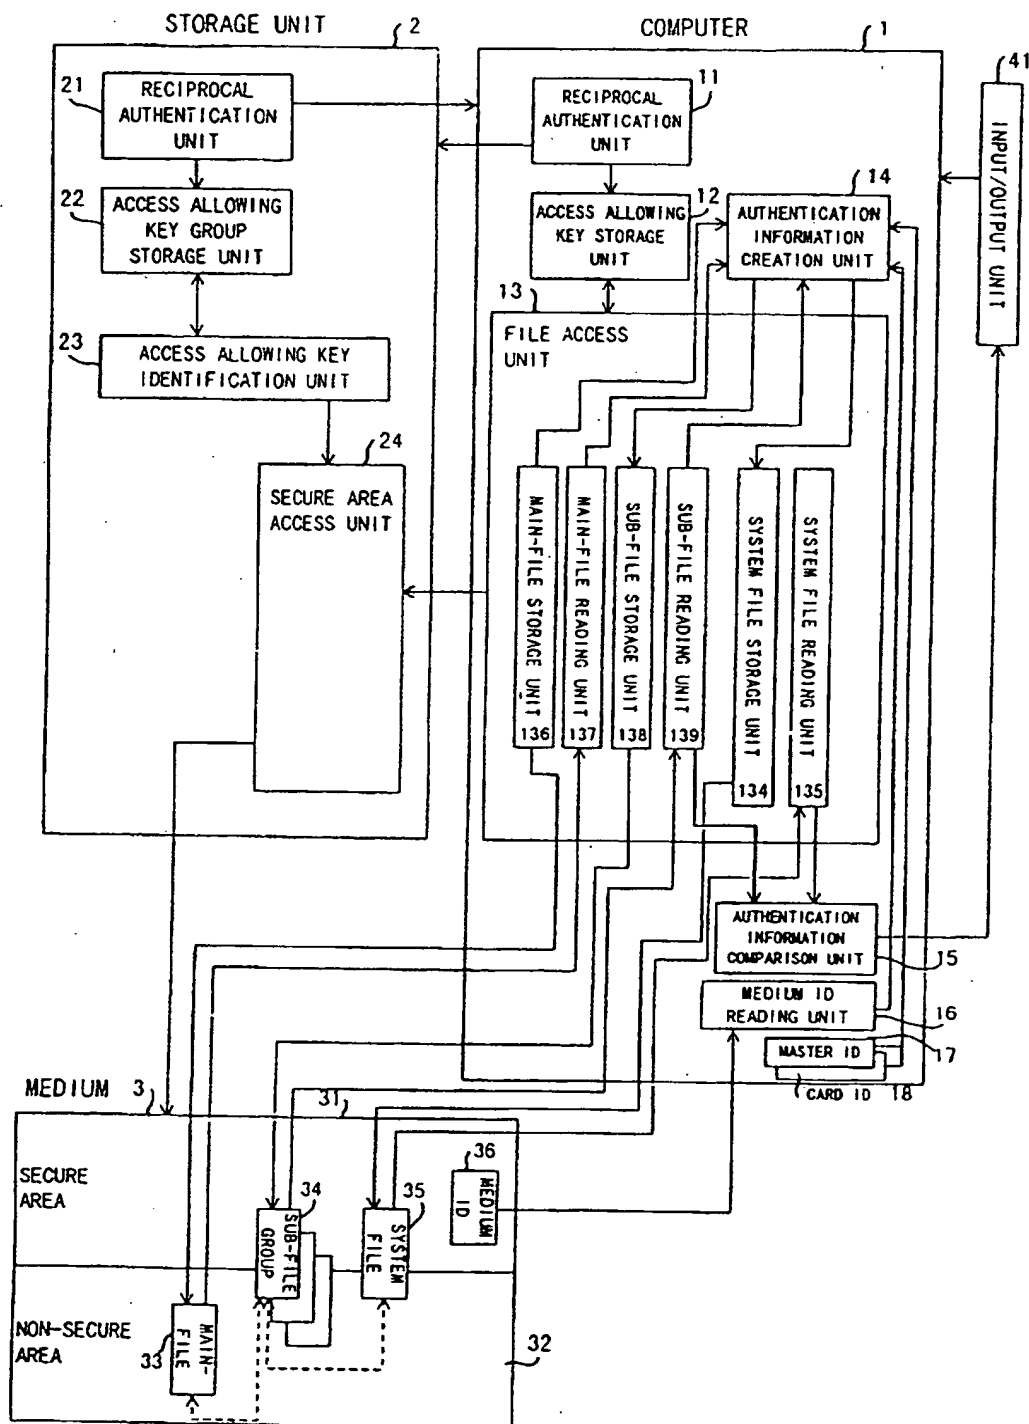 STORAGE UNIT 2
COMPUTER 1
41
INPUT/OUTPUT UNIT
21
RECIPROCAL
AUTHENTICATION
UNIT
11
RECIPROCAL
AUTHENTICATION
UNIT
22
ACCESS ALLOWING
KEY GROUP
STORAGE UNIT
12
ACCESS ALLOWING
KEY STORAGE
UNIT
14
AUTHENTICATION
INFORMATION
CREATION UNIT
23
ACCESS ALLOWING KEY
IDENTIFICATION UNIT
13
FILE ACCESS
UNIT
24
SECURE AREA
ACCESS UNIT
MAIN-FILE STORAGE UNIT
136
MAIN-FILE READING UNIT
137
SUB-FILE STORAGE UNIT
138
SUB-FILE READING UNIT
139
SYSTEM FILE STORAGE UNIT
134
SYSTEM FILE READING UNIT
135
AUTHENTICATION
INFORMATION
COMPARISON UNIT
15
MEDIUM ID
READING UNIT
16
17
MASTER ID
CARD ID
18
MEDIUM 3
31
SECURE
AREA
34
SUB-FILE
GROUP
35
SYSTEM
FILE
36
MEDIUM
ID
NON-SECURE
AREA
33
MAIN-
FILE
32